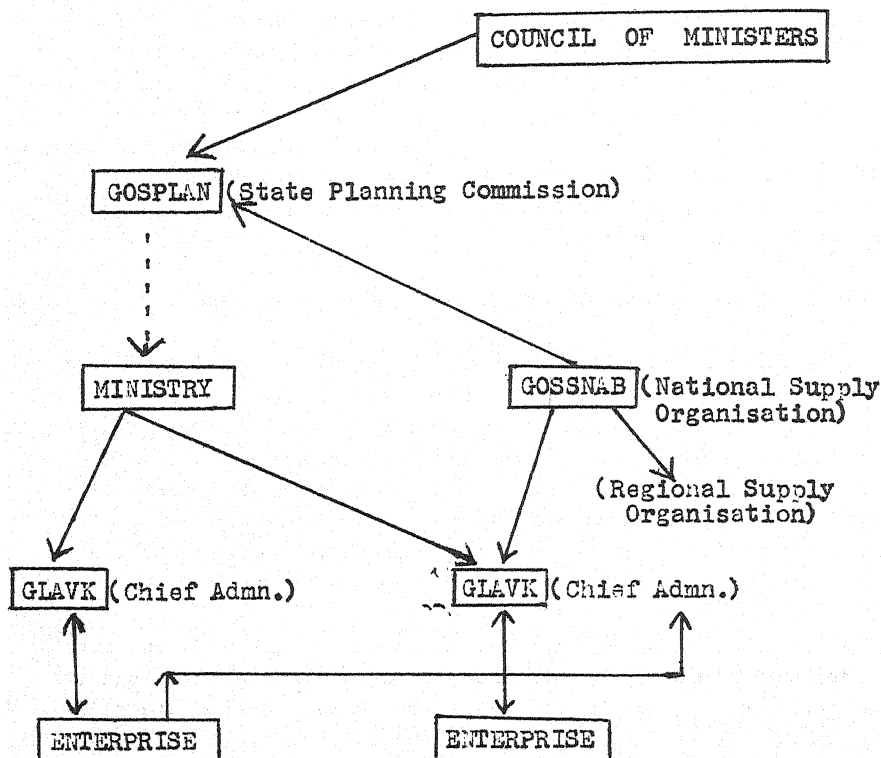 COUNCIL OF MINISTERS
GOSPLAN (State Planning Commission)
MINISTRY
GOSSNAB (National Supply
Organisation)
(Regional Supply
Organisation)
GLAVK (Chief Admn.)
GLAVK (Chief Admn.)
ENTERPRISE
ENTERPRISE